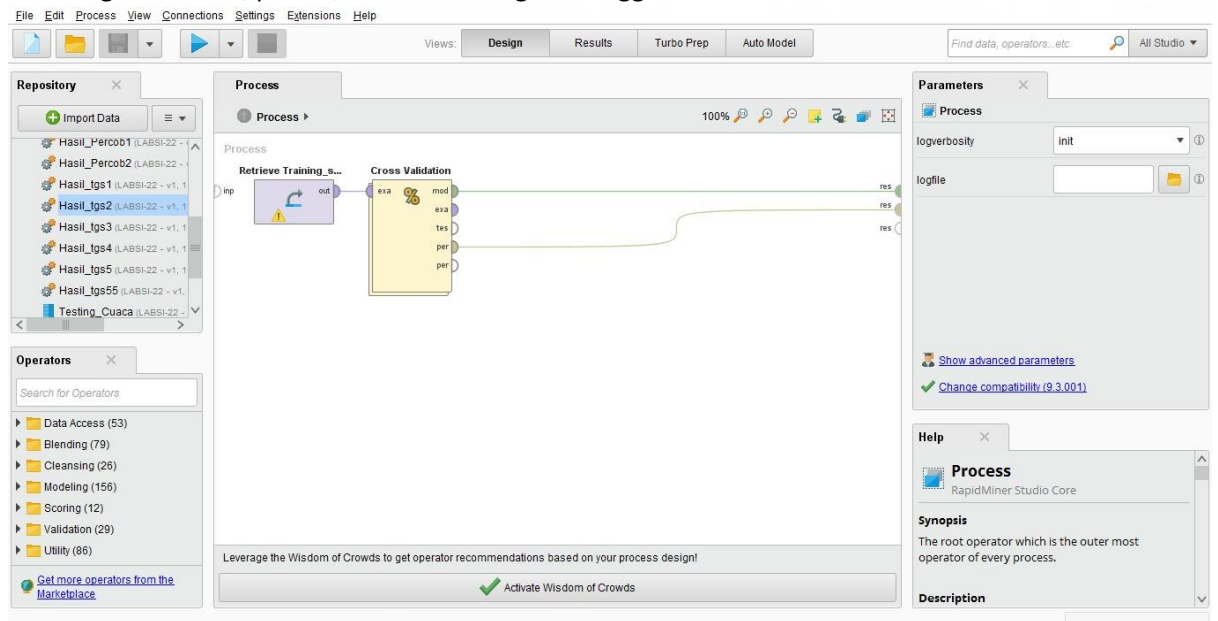 File Edit Process View Connections Settings Extensions Help
Views: Design Results Turbo Prep Auto Model
Find data, operators...etc
All Studio
Repository
Import Data
Hasil_Percob1 (LABSI-22 -
Hasil_Percob2 (LABSI-22 -
Hasil_tgs1 (LABSI-22 - v1, 1
Hasil_tgs2 (LABSI-22 - v1, 1
Hasil_tgs3 (LABSI-22 - v1, 1
Hasil_tgs4 (LABSI-22 - v1, 1
Hasil_tgs5 (LABSI-22 - v1, 1
Hasil_tgs55 (LABSI-22 - v1,
Testing_Cuaca (LABSI-22 -
Operators
Search for Operators
Data Access (53)
Blending (79)
Cleansing (26)
Modeling (156)
Scoring (12)
Validation (29)
Utility (86)
Get more operators from the
Marketplace
Process
Process
100%
Process
Retrieve Training_s...
Cross Validation
inp
out
exa
%
mod
exa
tes
per
per
res
res
res
Leverage the Wisdom of Crowds to get operator recommendations based on your process design!
Activate Wisdom of Crowds
Parameters
Process
logverbosity
init
logfile
Show advanced parameters
Change compatibility (9.3.001)
Help
Process
RapidMiner Studio Core
Synopsis
The root operator which is the outer most
operator of every process.
Description